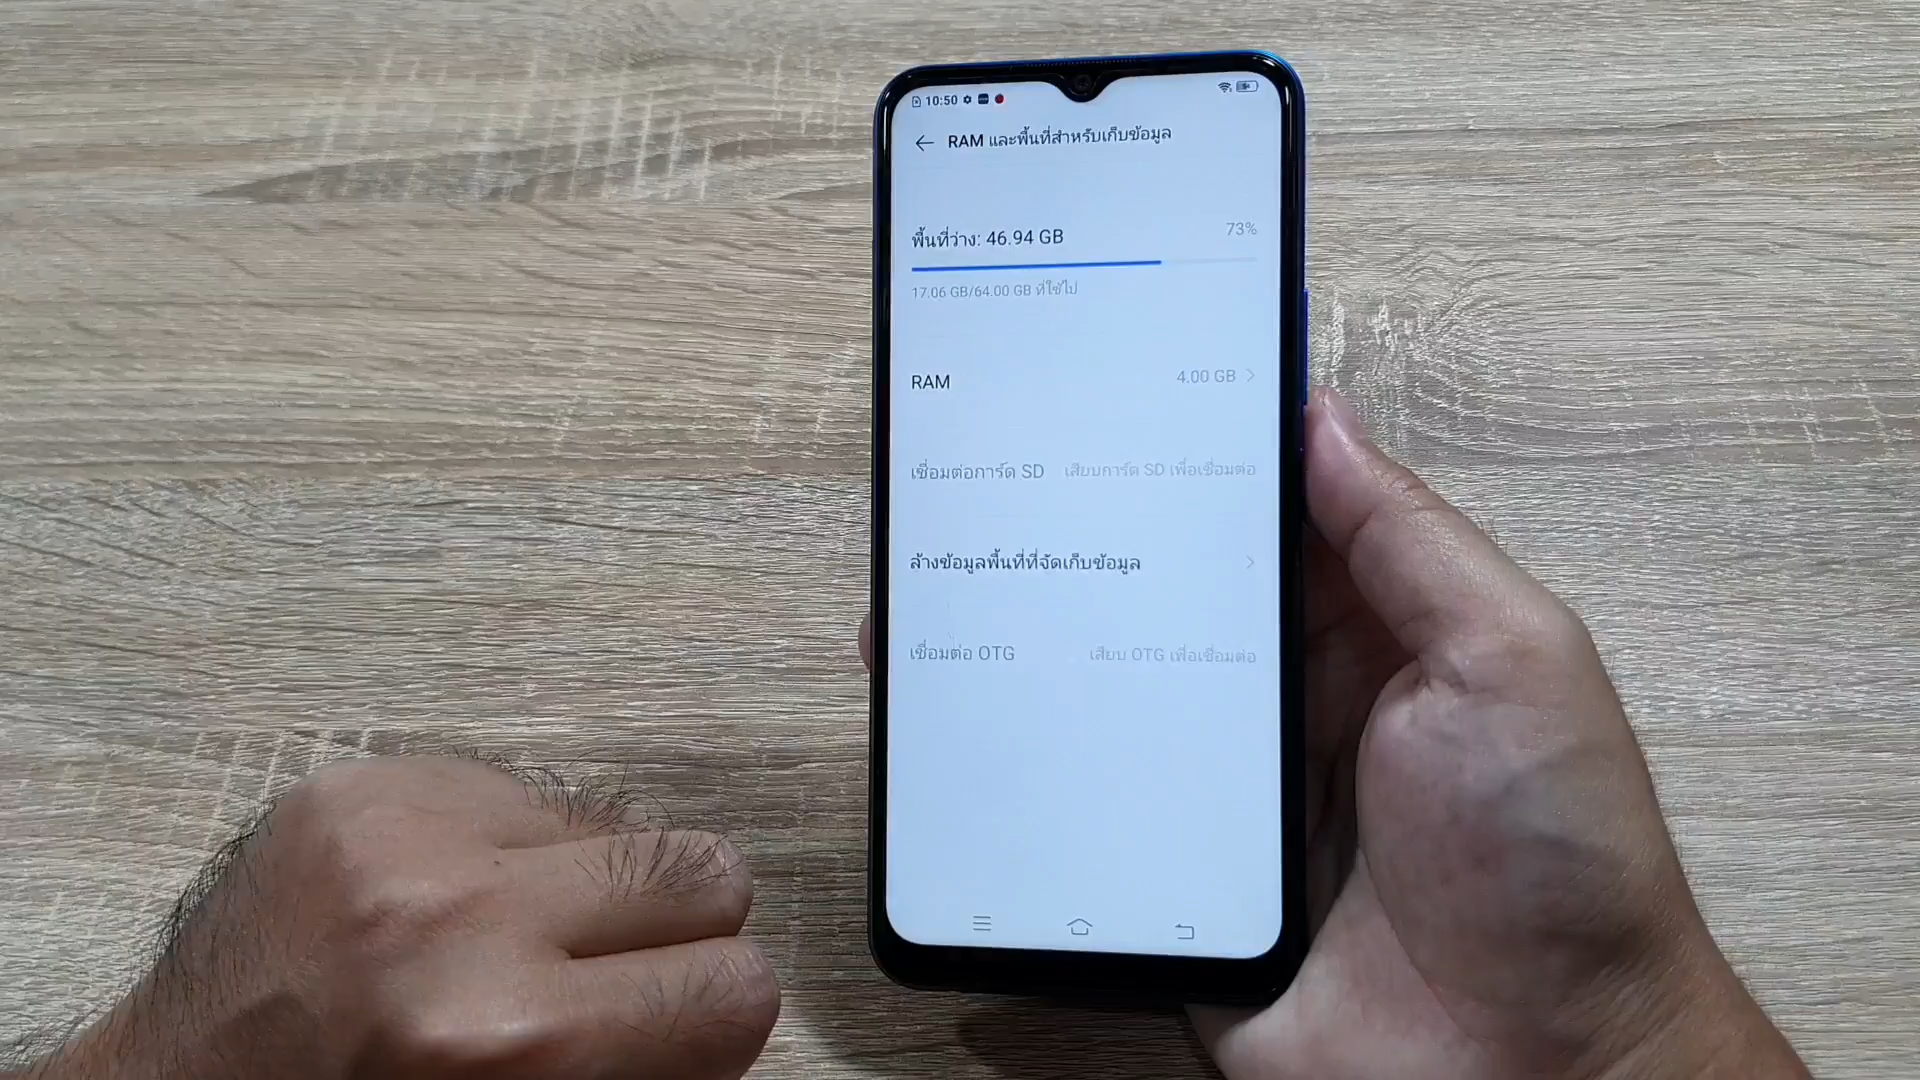 10:50
RAM และพื้นที่สำหรับเก็บข้อมูล
พื้นที่ว่าง: 46.94 GB 73%
17.06 GB/64.00 GB ที่ใช้ไป
RAM 4.00 GB
เชื่อมต่อการ์ด SD เสียบการ์ด SD เพื่อเชื่อมต่อ
ล้างข้อมูลพื้นที่ที่จัดเก็บข้อมูล
เชื่อมต่อ OTG เสียบ OTG เพื่อเชื่อมต่อ